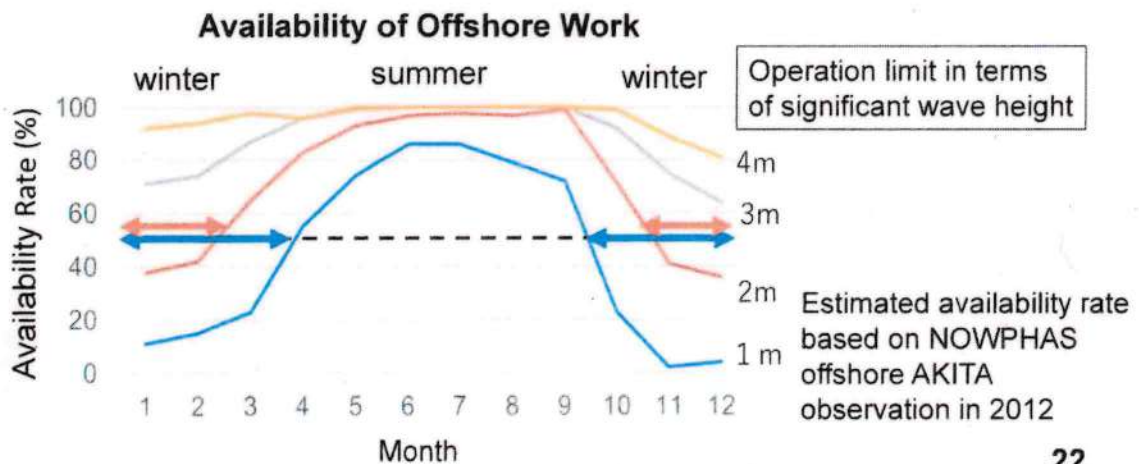 Availability of Offshore Work
winter
summer
winter
Operation limit in terms
of significant wave height
Availability Rate (%)
100
80
60
40
20
0
4m
3m
2m
1 m
1 2 3 4 5 6 7 8 9 10 11 12
Month
Estimated availability rate
based on NOWPHAS
offshore AKITA
observation in 2012
22